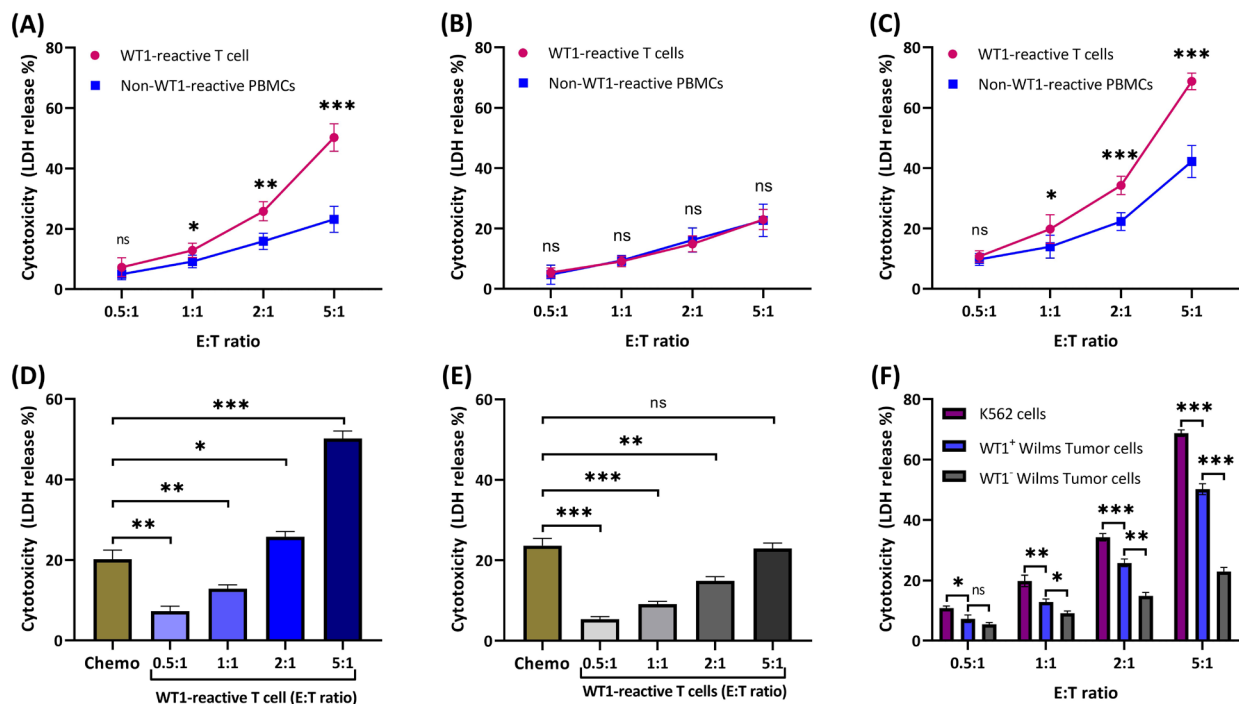 (A)
Cytotoxicity (LDH release %)
80
60
40
20
0
WT1-reactive T cell
Non-WT1-reactive PBMCs
ns
*
**
***
0.5:1 1:1 2:1 5:1
E:T ratio
(B)
Cytotoxicity (LDH release %)
80
60
40
20
0
WT1-reactive T cells
Non-WT1-reactive PBMCs
ns
ns
ns
ns
0.5:1 1:1 2:1 5:1
E:T ratio
(C)
Cytotoxicity (LDH release %)
80
60
40
20
0
WT1-reactive T cells
Non-WT1-reactive PBMCs
ns
*
***
***
0.5:1 1:1 2:1 5:1
E:T ratio
(D)
Cytotoxicity (LDH release %)
60
40
20
0
***
*
**
**
Chemo 0.5:1 1:1 2:1 5:1
WT1-reactive T cell (E:T ratio)
(E)
Cytotoxicity (LDH release %)
60
40
20
0
ns
**
***
***
Chemo 0.5:1 1:1 2:1 5:1
WT1-reactive T cells (E:T ratio)
(F)
Cytotoxicity (LDH release %)
80
60
40
20
0
K562 cells
WT1+ Wilms Tumor cells
WT1- Wilms Tumor cells
* ns
** *
*** **
*** ***
0.5:1 1:1 2:1 5:1
E:T ratio